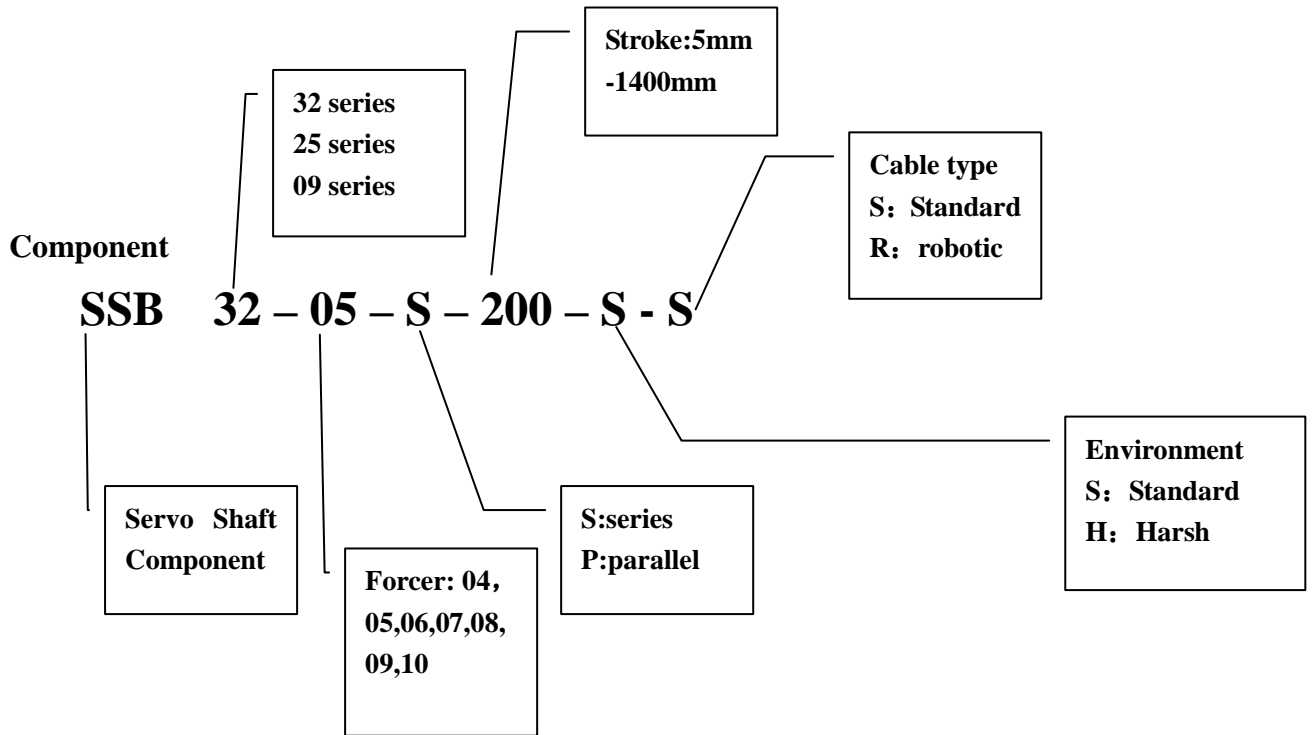 Stroke:5mm
-1400mm
32 series
25 series
09 series
Cable type
S：Standard
R：robotic
Component
SSB 32 – 05 – S – 200 – S - S
Servo Shaft
Component
S:series
P:parallel
Forcer: 04，
05,06,07,08,
09,10
Environment
S：Standard
H：Harsh